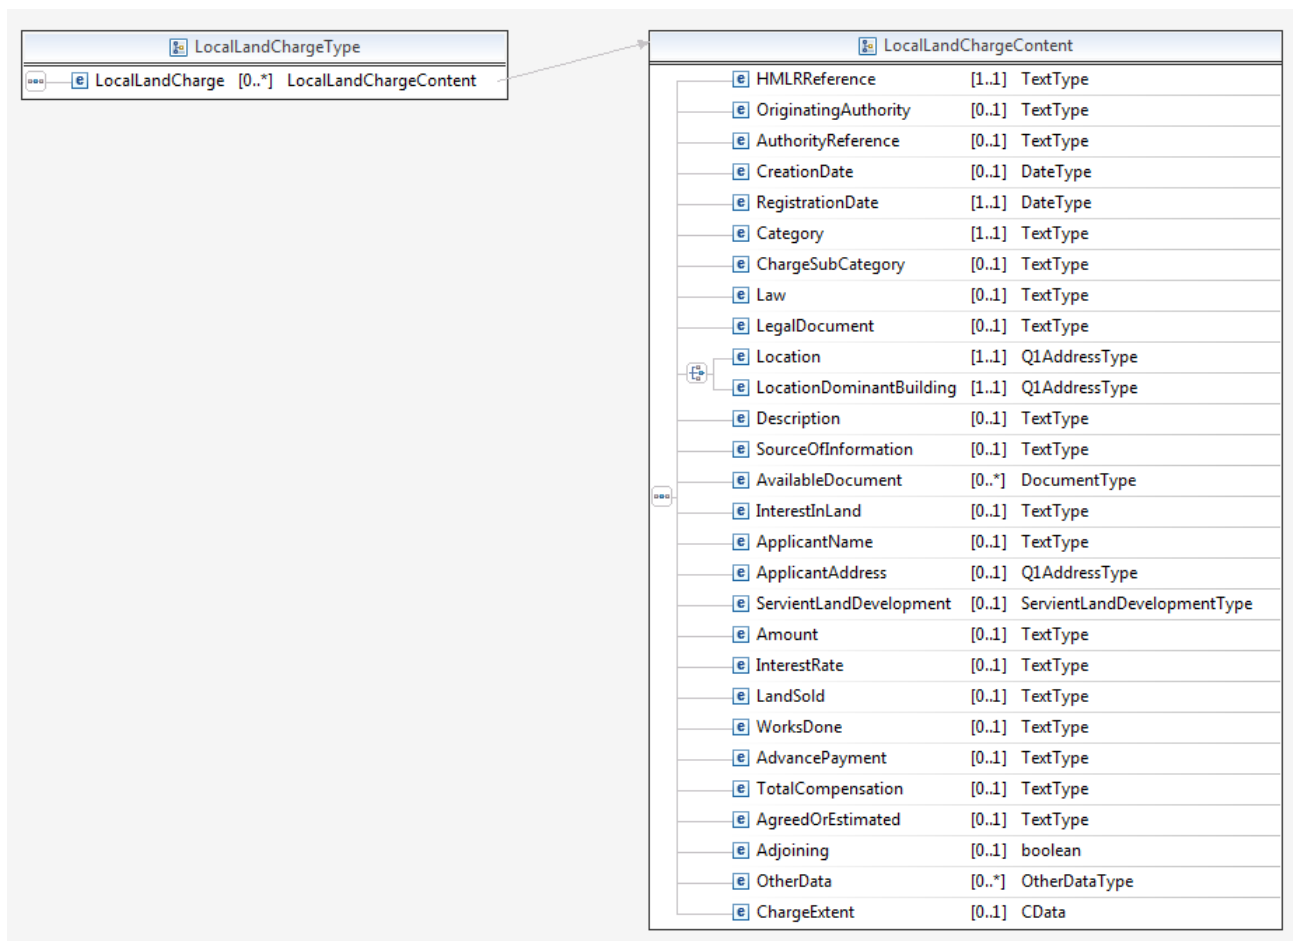 LocalLandChargeType
LocalLandCharge [0..*] LocalLandChargeContent
LocalLandChargeContent
HMLRReference [1..1] TextType
OriginatingAuthority [0..1] TextType
AuthorityReference [0..1] TextType
CreationDate [0..1] DateType
RegistrationDate [1..1] DateType
Category [1..1] TextType
ChargeSubCategory [0..1] TextType
Law [0..1] TextType
LegalDocument [0..1] TextType
Location [1..1] Q1AddressType
LocationDominantBuilding [1..1] Q1AddressType
Description [0..1] TextType
SourceOfInformation [0..1] TextType
AvailableDocument [0..*] DocumentType
InterestInLand [0..1] TextType
ApplicantName [0..1] TextType
ApplicantAddress [0..1] Q1AddressType
ServientLandDevelopment [0..1] ServientLandDevelopmentType
Amount [0..1] TextType
InterestRate [0..1] TextType
LandSold [0..1] TextType
WorksDone [0..1] TextType
AdvancePayment [0..1] TextType
TotalCompensation [0..1] TextType
AgreedOrEstimated [0..1] TextType
Adjoining [0..1] boolean
OtherData [0..*] OtherDataType
ChargeExtent [0..1] CData